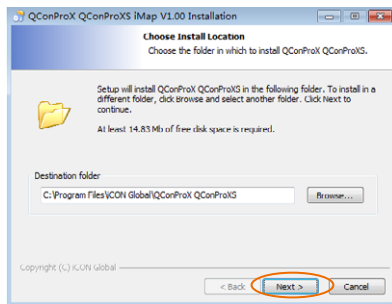 QConProX QConProXS iMap V1.00 Installation
Choose Install Location
Choose the folder in which to install QConProX QConProXS.
Setup will install QConProX QConProXS in the following folder. To install in a
different folder, click Browse and select another folder. Click Next to
continue.
At least 14.83 Mb of free disk space is required.
Destination folder
C:\Program Files\iCON Global\QConProX QConProXS
Browse...
Copyright (C) iCON Global
< Back
Next >
Cancel